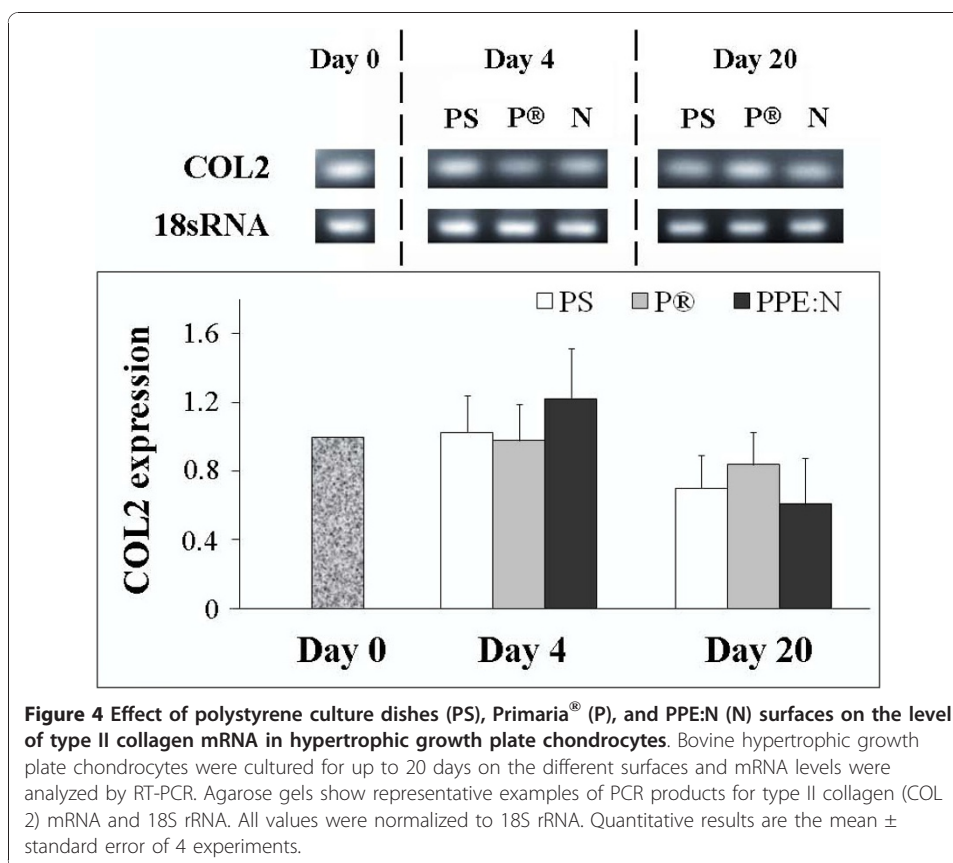 Day 0 Day 4 Day 20
PS P® N PS P® N
COL2
18sRNA
PS P® PPE:N
COL2 expression
1.6
1.2
0.8
0.4
0
Day 0 Day 4 Day 20
Figure 4 Effect of polystyrene culture dishes (PS), Primaria® (P), and PPE:N (N) surfaces on the level
of type II collagen mRNA in hypertrophic growth plate chondrocytes. Bovine hypertrophic growth
plate chondrocytes were cultured for up to 20 days on the different surfaces and mRNA levels were
analyzed by RT-PCR. Agarose gels show representative examples of PCR products for type II collagen (COL
2) mRNA and 18S rRNA. All values were normalized to 18S rRNA. Quantitative results are the mean ±
standard error of 4 experiments.